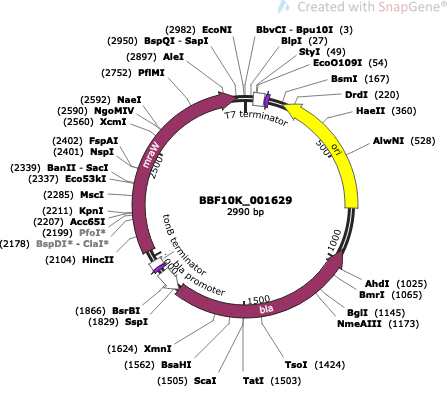 Created with SnapGene®
(2982) EcoNI
BbvCI - Bpu10I (3)
(2950) BspQI - SapI
BlpI (27)
(2897) AleI
StyI (49)
(2752) PflMI
EcoO109I (54)
BsmI (167)
(2592) NaeI
DrdI (220)
(2590) NgoMIV
HaeII (360)
(2560) XcmI
T7 terminator
(2402) FspAI
ori
500
AlwNI (528)
(2401) NspI
mraW
2500
(2339) BanII - SacI
(2337) Eco53kI
(2285) MscI
BBF10K_001629
2990 bp
(2211) KpnI
(2207) Acc65I
(2199) PfoI*
(2178) BspDI* - ClaI*
tonB terminator
1000
(2104) HincII
bla promoter
AhdI (1025)
BmrI (1065)
(1866) BsrBI
1500
bla
BglI (1145)
(1829) SspI
NmeAIII (1173)
(1624) XmnI
(1562) BsaHI
TsoI (1424)
(1505) ScaI
TatI (1503)